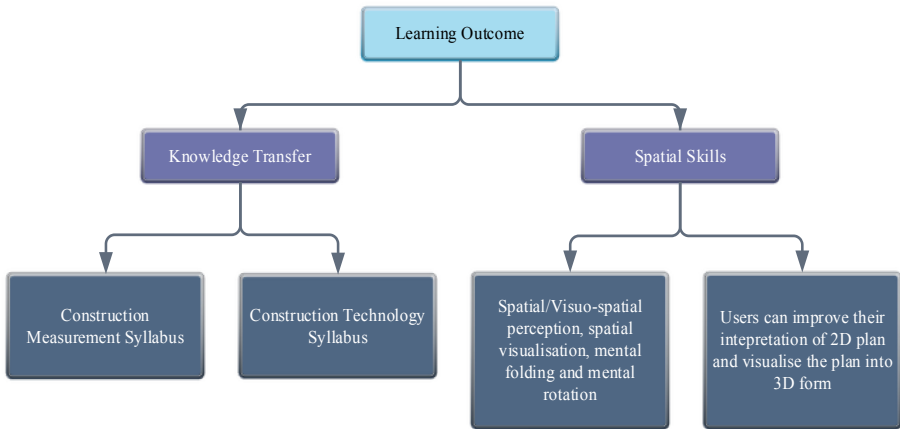 Learning Outcome
Knowledge Transfer
Spatial Skills
Construction
Measurement Syllabus
Construction Technology
Syllabus
Spatial/Visuo-spatial
perception, spatial
visualisation, mental
folding and mental
rotation
Users can improve their
intepretation of 2D plan
and visualise the plan into
3D form